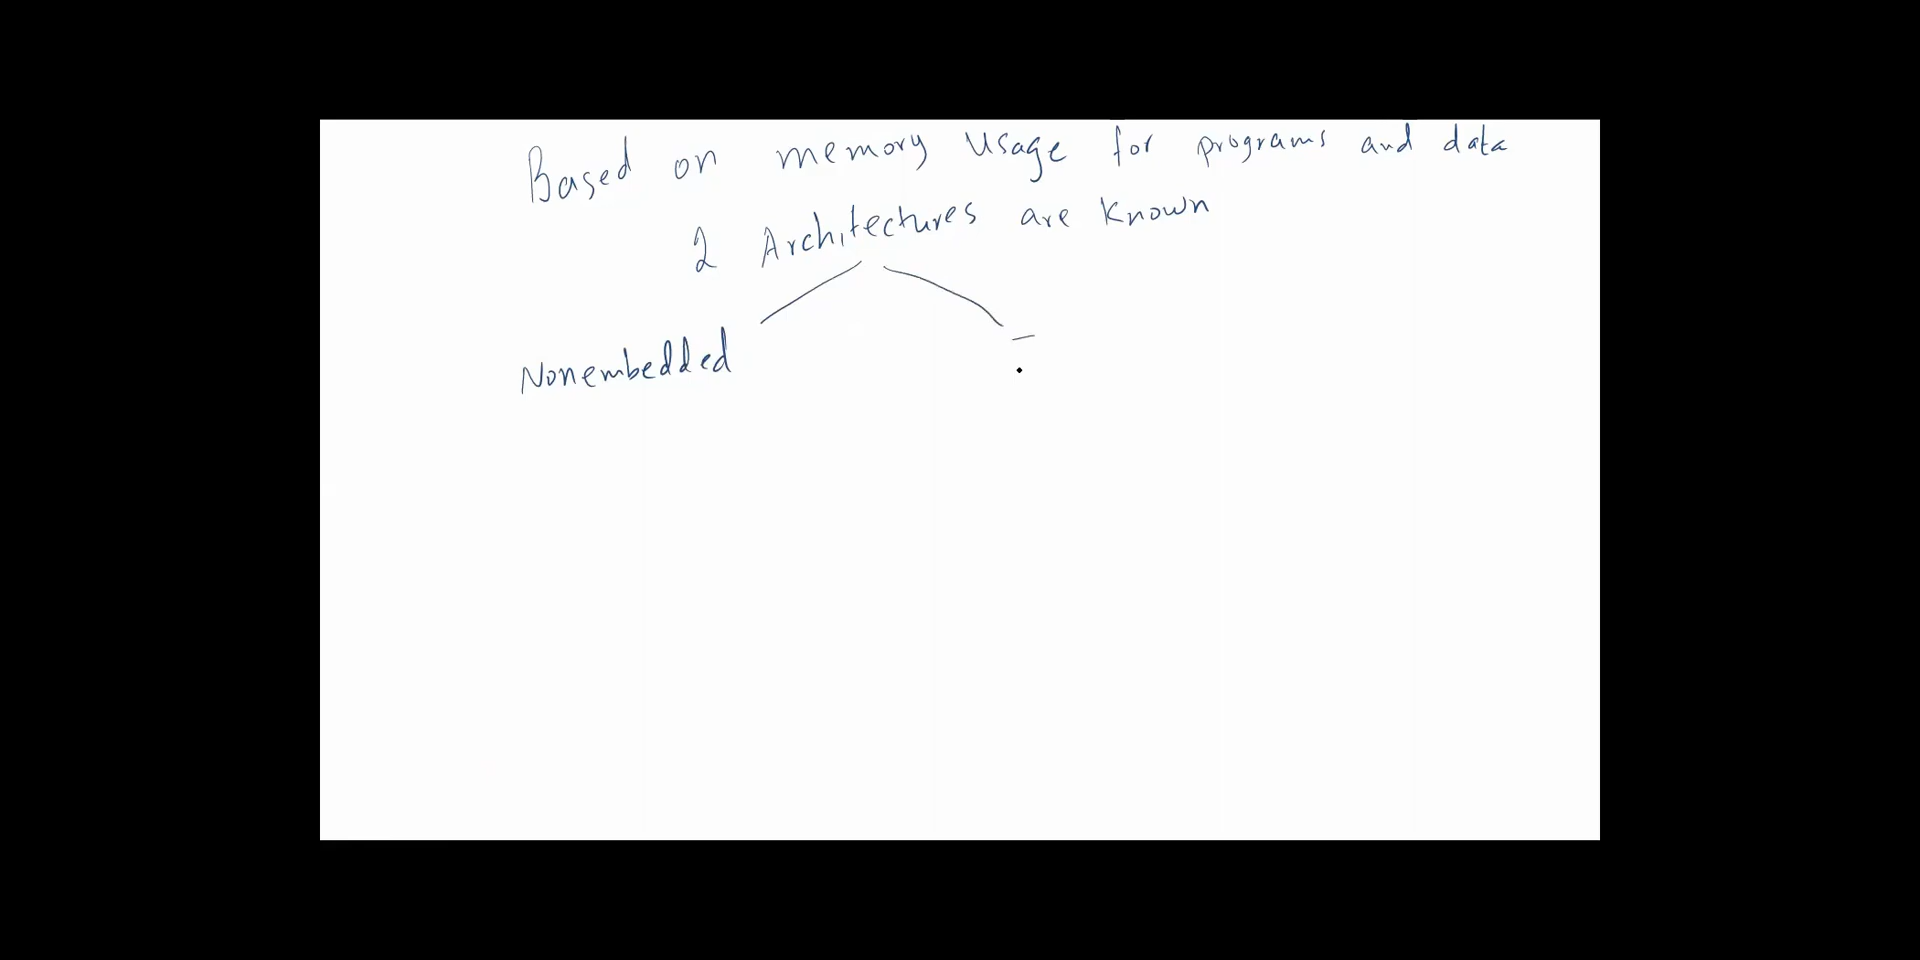 Based on memory Usage for programs and data
2 Architectures are Known
Nonembedded